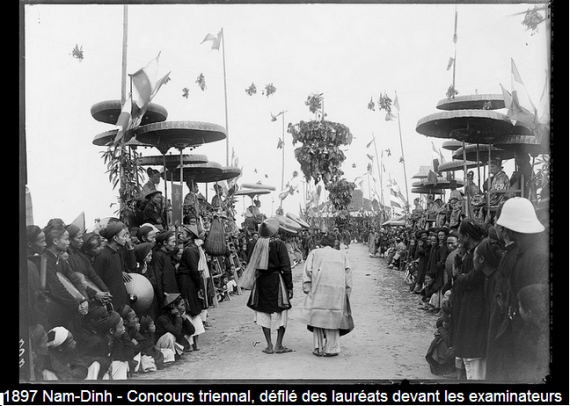 1897 Nam-Dinh - Concours triennal, défilé des lauréats devant les examinateurs